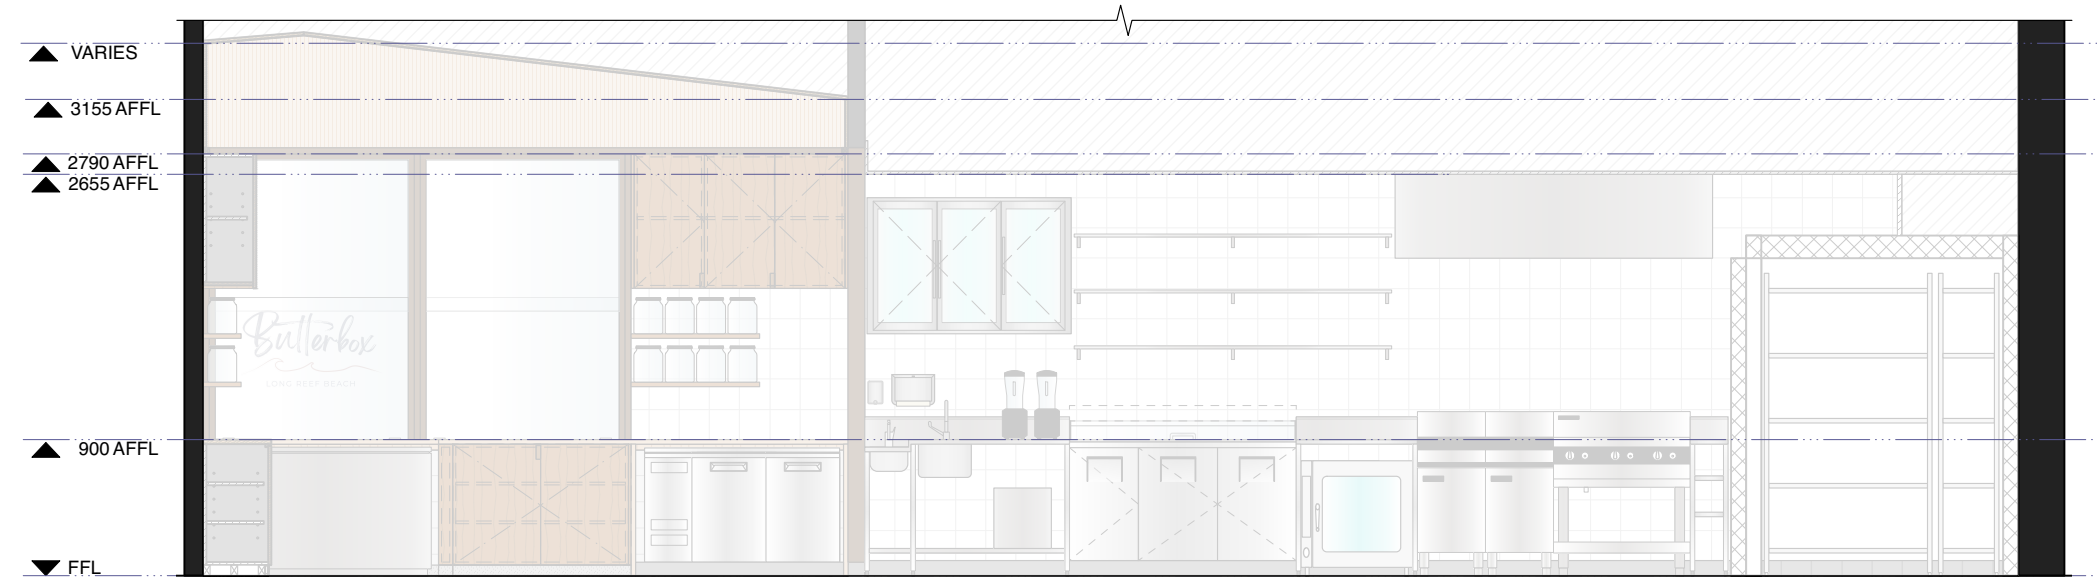 VARIES
3155 AFFL
2790 AFFL
2655 AFFL
Butterbox
LONG REEF BEACH
900 AFFL
FFL